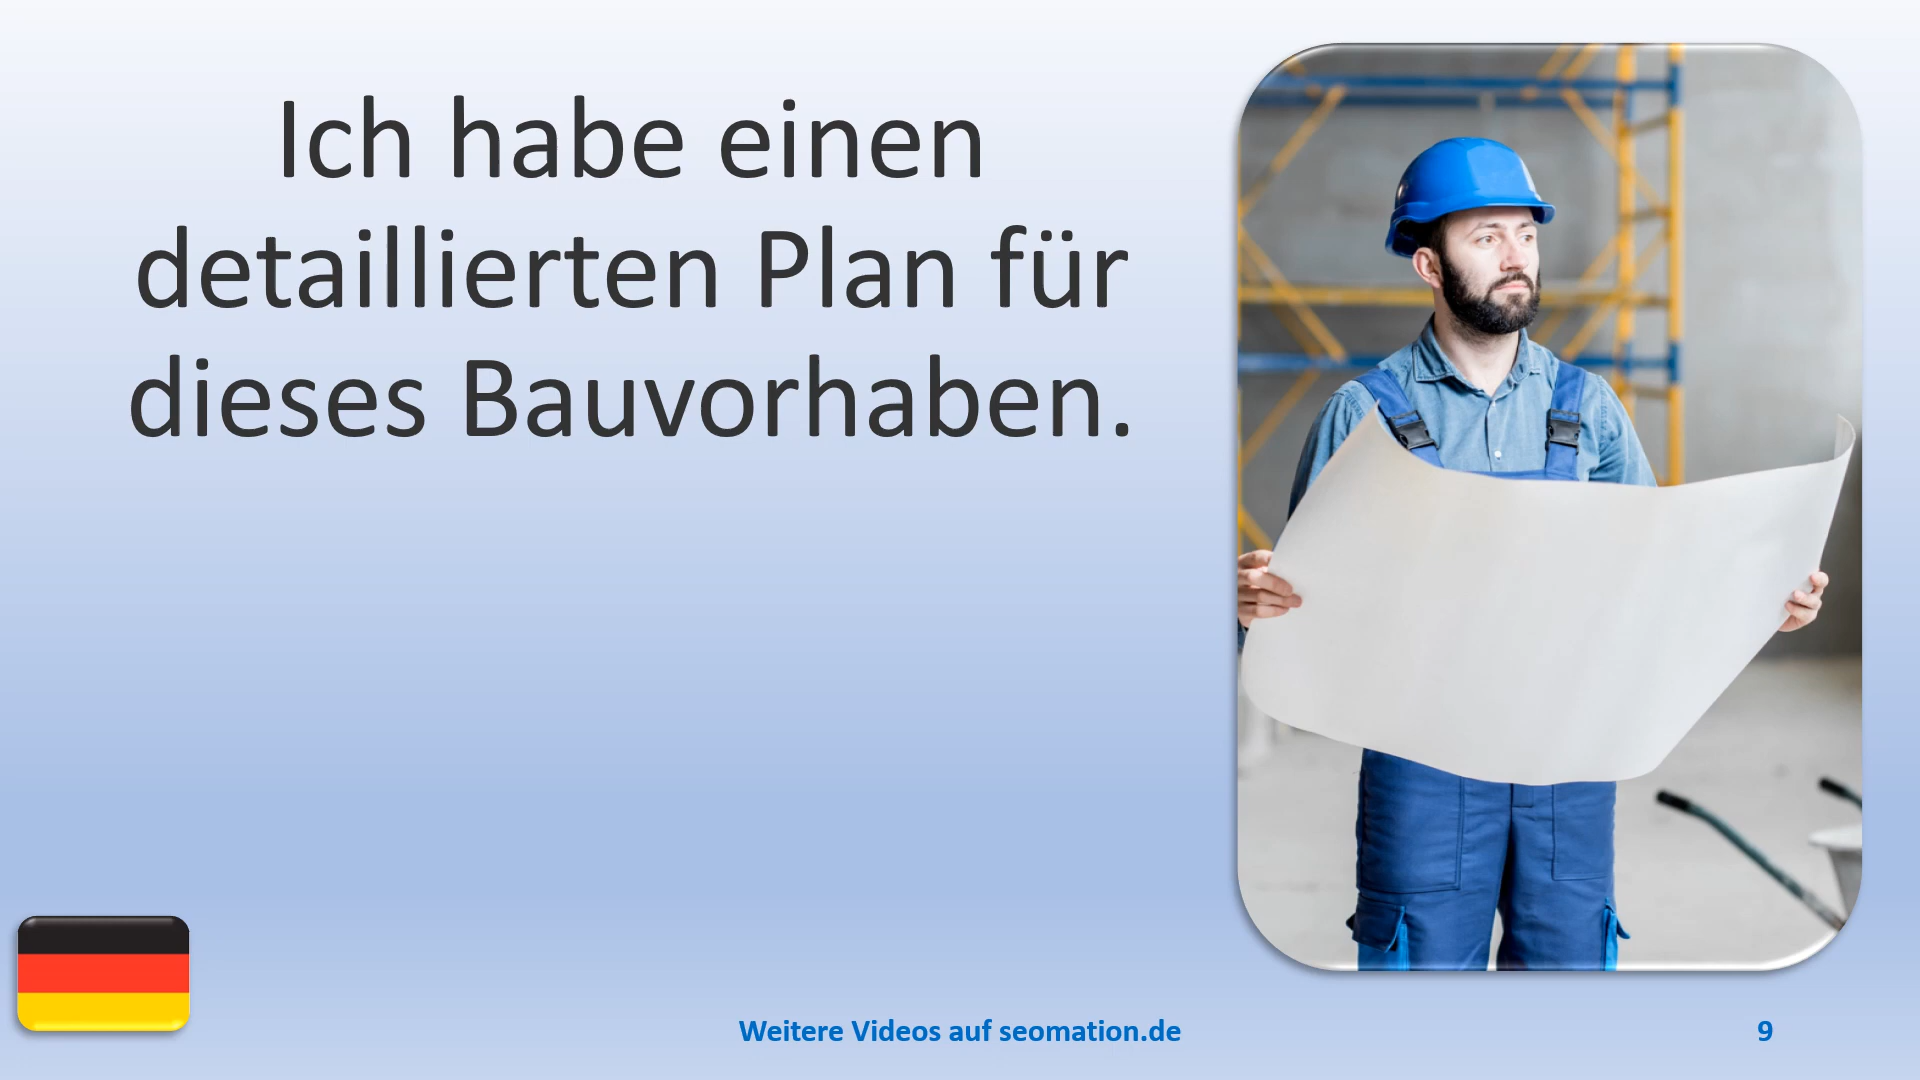 Ich habe einen
detaillierten Plan für
dieses Bauvorhaben.
Weitere Videos auf seomation.de
9